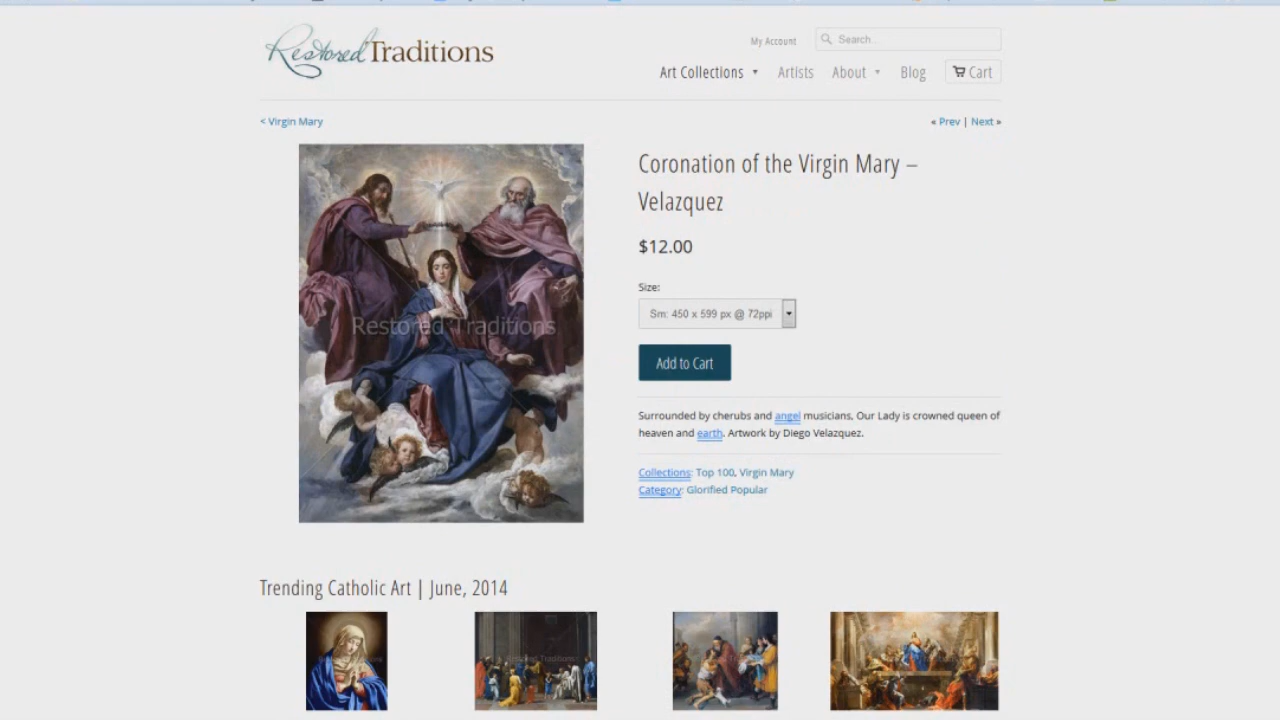 Restored Traditions
My Account
Search...
Art Collections ▾ Artists About ▾ Blog Cart
< Virgin Mary
« Prev | Next »
Coronation of the Virgin Mary –
Velazquez
$12.00
Restored Traditions
Size:
Sm: 450 x 599 px @ 72ppi
Add to Cart
Surrounded by cherubs and angel musicians, Our Lady is crowned queen of
heaven and earth. Artwork by Diego Velazquez.
Collections: Top 100, Virgin Mary
Category: Glorified Popular
Trending Catholic Art | June, 2014